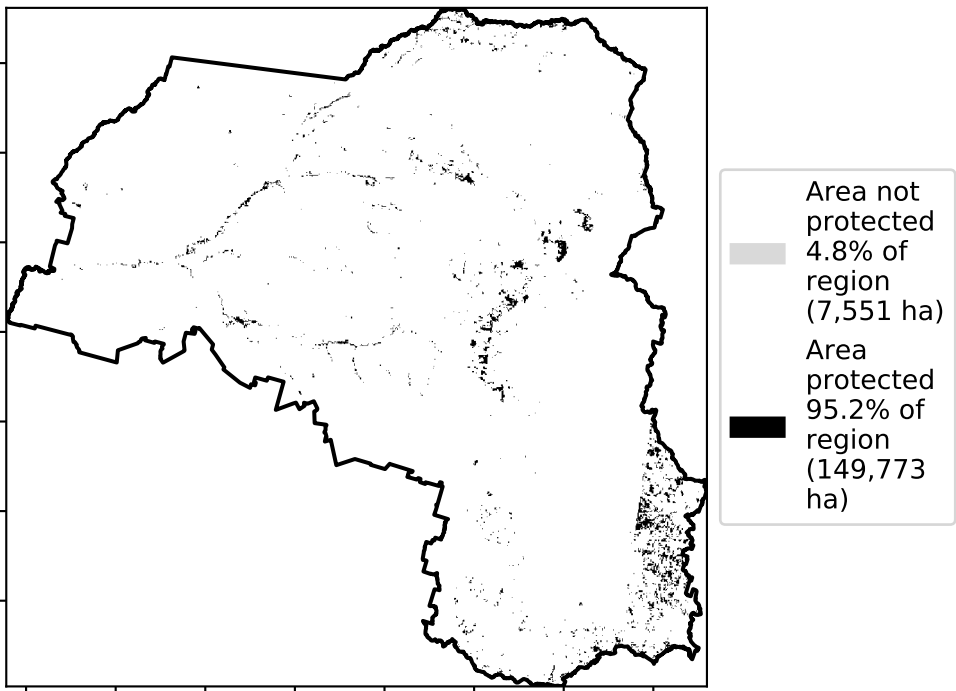 Area not
protected
4.8% of
region
(7,551 ha)
Area
protected
95.2% of
region
(149,773
ha)